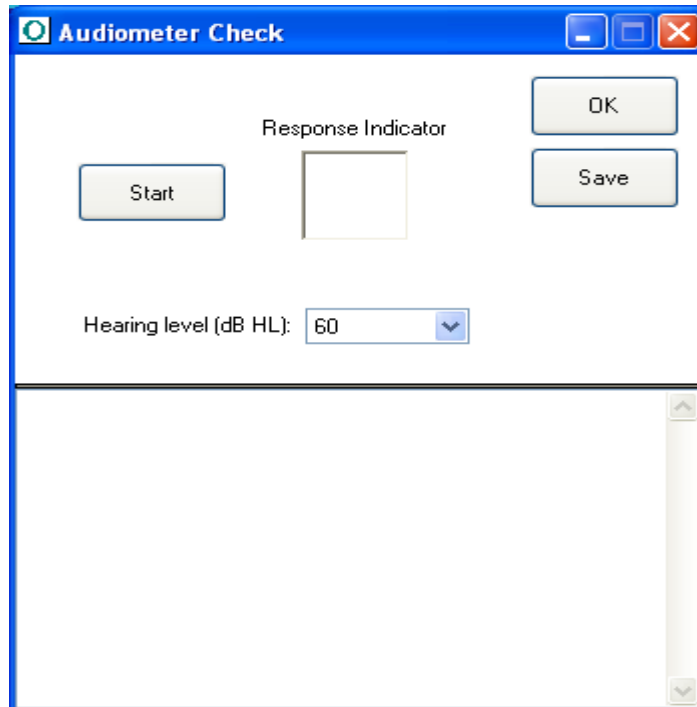 Audiometer Check
OK
Response Indicator
Start
Save
Hearing level (dB HL): 60